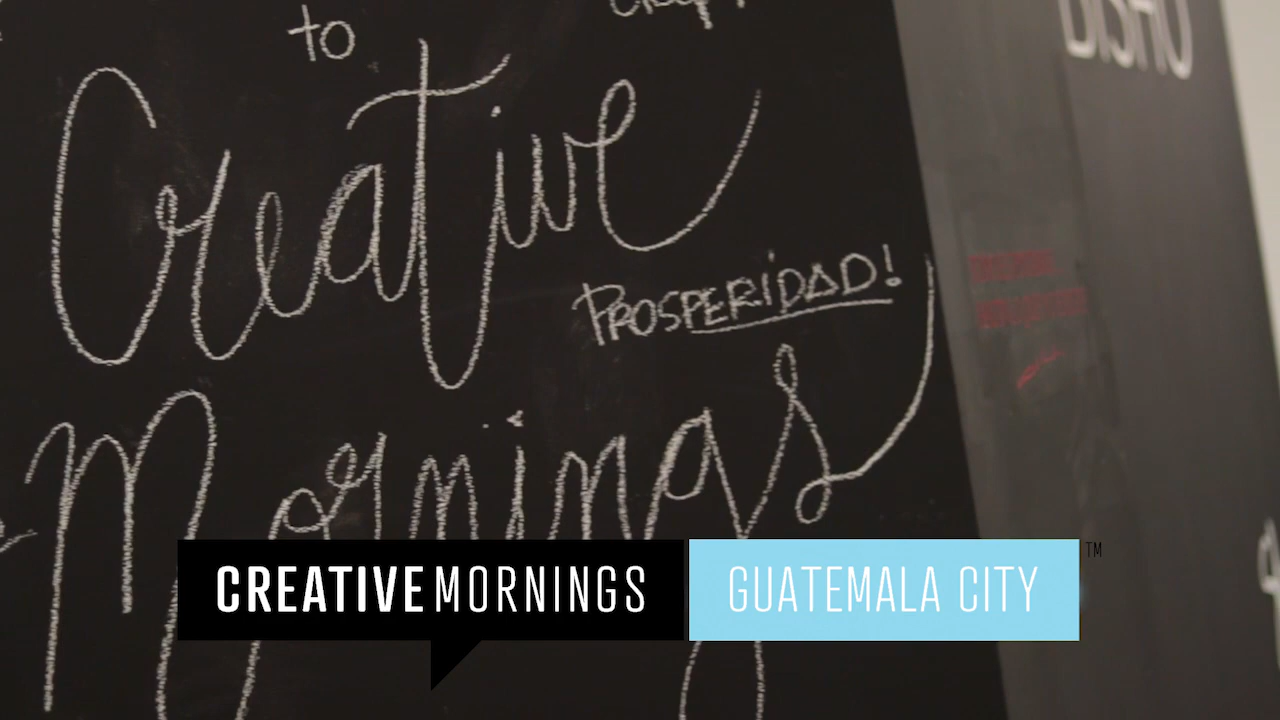 to
Creative
PROSPERIDAD!
Mornings
CREATIVEMORNINGS GUATEMALA CITY ™